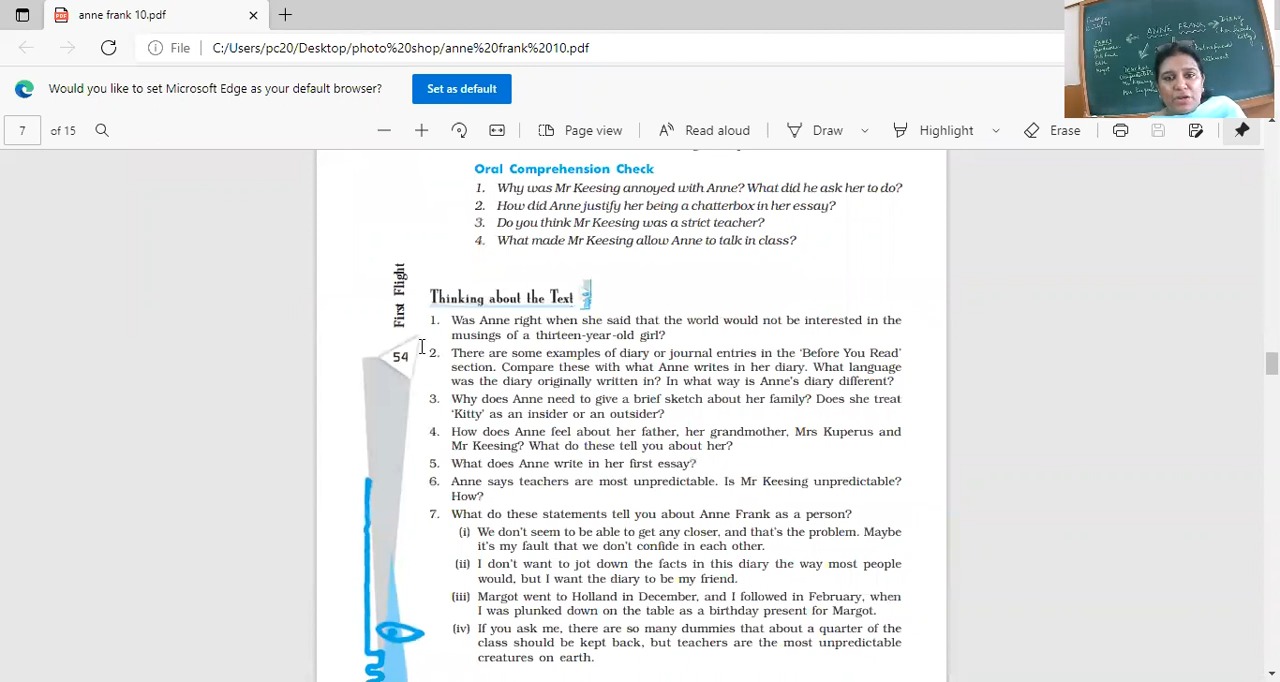 anne frank 10.pdf
File
C:/Users/pc20/Desktop/photo%20shop/anne%20frank%2010.pdf
Would you like to set Microsoft Edge as your default browser?
Set as default
7
of 15
Page view
Read aloud
Draw
Highlight
Erase
ANNE FRANK
Oral Comprehension Check
1. Why was Mr Keesing annoyed with Anne? What did he ask her to do?
2. How did Anne justify her being a chatterbox in her essay?
3. Do you think Mr Keesing was a strict teacher?
4. What made Mr Keesing allow Anne to talk in class?
First Flight
54
Thinking about the Text
1. Was Anne right when she said that the world would not be interested in the
musings of a thirteen-year-old girl?
2. There are some examples of diary or journal entries in the ‘Before You Read’
section. Compare these with what Anne writes in her diary. What language
was the diary originally written in? In what way is Anne’s diary different?
3. Why does Anne need to give a brief sketch about her family? Does she treat
‘Kitty’ as an insider or an outsider?
4. How does Anne feel about her father, her grandmother, Mrs Kuperus and
Mr Keesing? What do these tell you about her?
5. What does Anne write in her first essay?
6. Anne says teachers are most unpredictable. Is Mr Keesing unpredictable?
How?
7. What do these statements tell you about Anne Frank as a person?
(i) We don’t seem to be able to get any closer, and that’s the problem. Maybe
it’s my fault that we don’t confide in each other.
(ii) I don’t want to jot down the facts in this diary the way most people
would, but I want the diary to be my friend.
(iii) Margot went to Holland in December, and I followed in February, when
I was plunked down on the table as a birthday present for Margot.
(iv) If you ask me, there are so many dummies that about a quarter of the
class should be kept back, but teachers are the most unpredictable
creatures on earth.